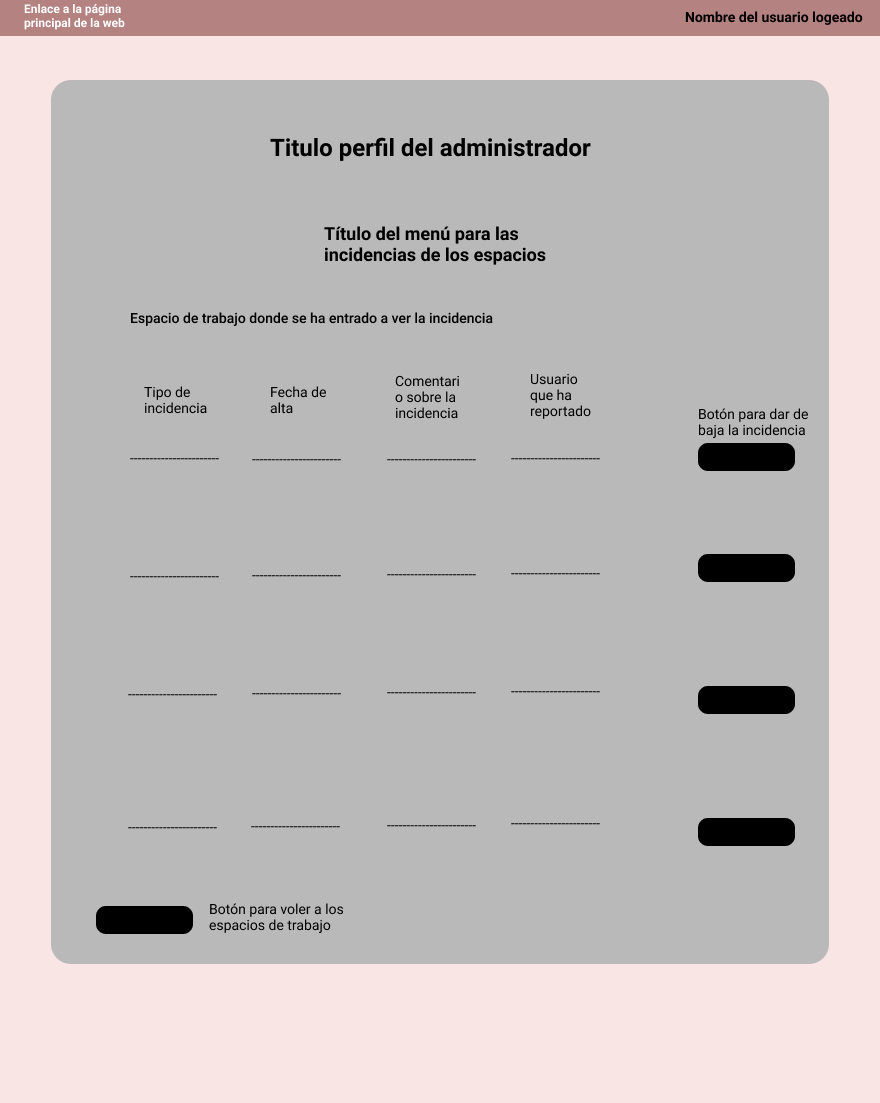 Enlace a la página
principal de la web
Nombre del usuario logeado
Titulo perfil del administrador
Título del menú para las
incidencias de los espacios
Espacio de trabajo donde se ha entrado a ver la incidencia
Tipo de
incidencia
Fecha de
alta
Comentari
o sobre la
incidencia
Usuario
que ha
reportado
Botón para dar de
baja la incidencia
Botón para voler a los
espacios de trabajo